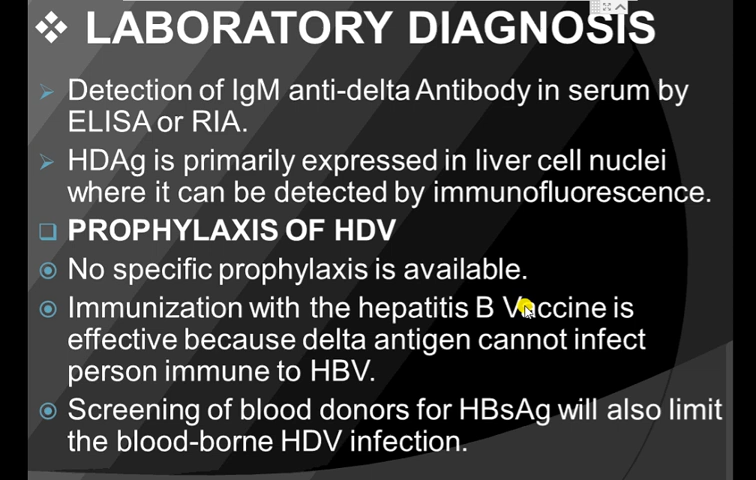 LABORATORY DIAGNOSIS
Detection of IgM anti-delta Antibody in serum by
ELISA or RIA.
HDAg is primarily expressed in liver cell nuclei
where it can be detected by immunofluorescence.
PROPHYLAXIS OF HDV
No specific prophylaxis is available.
Immunization with the hepatitis B Vaccine is
effective because delta antigen cannot infect
person immune to HBV.
Screening of blood donors for HBsAg will also limit
the blood-borne HDV infection.